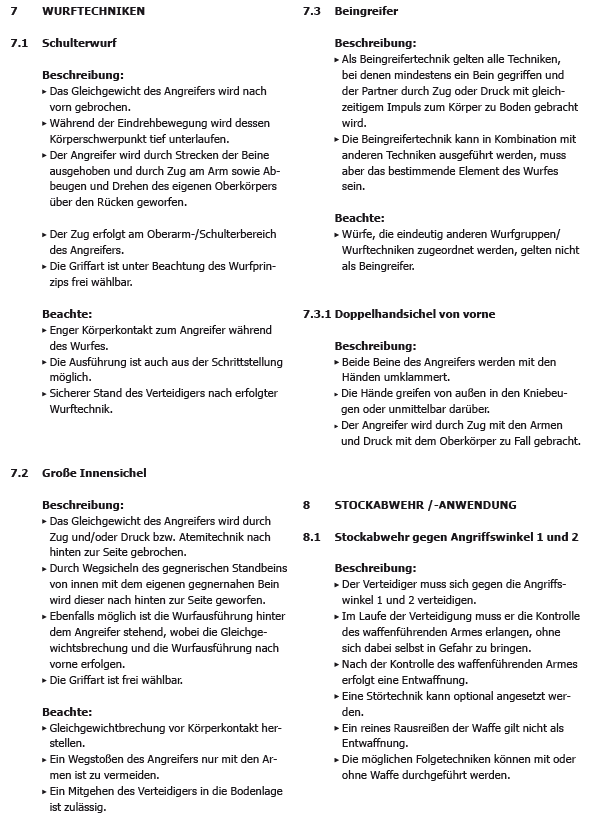 7 WURFTECHNIKEN
7.1 Schulterwurf
Beschreibung:
▸ Das Gleichgewicht des Angreifers wird nach
vorn gebrochen.
▸ Während der Eindrehbewegung wird dessen
Körperschwerpunkt tief unterlaufen.
▸ Der Angreifer wird durch Strecken der Beine
ausgehoben und durch Zug am Arm sowie Ab-
beugen und Drehen des eigenen Oberkörpers
über den Rücken geworfen.
▸ Der Zug erfolgt am Oberarm-/Schulterbereich
des Angreifers.
▸ Die Griffart ist unter Beachtung des Wurfprin-
zips frei wählbar.
Beachte:
▸ Enger Körperkontakt zum Angreifer während
des Wurfes.
▸ Die Ausführung ist auch aus der Schrittstellung
möglich.
▸ Sicherer Stand des Verteidigers nach erfolgter
Wurftechnik.
7.2 Große Innensichel
Beschreibung:
▸ Das Gleichgewicht des Angreifers wird durch
Zug und/oder Druck bzw. Atemitechnik nach
hinten zur Seite gebrochen.
▸ Durch Wegsicheln des gegnerischen Standbeins
von innen mit dem eigenen gegnernahen Bein
wird dieser nach hinten zur Seite geworfen.
▸ Ebenfalls möglich ist die Wurfausführung hinter
dem Angreifer stehend, wobei die Gleichge-
wichtsbrechung und die Wurfausführung nach
vorne erfolgen.
▸ Die Griffart ist frei wählbar.
Beachte:
▸ Gleichgewichtbrechung vor Körperkontakt her-
stellen.
▸ Ein Wegstoßen des Angreifers nur mit den Ar-
men ist zu vermeiden.
▸ Ein Mitgehen des Verteidigers in die Bodenlage
ist zulässig.
7.3 Beingreifer
Beschreibung:
▸ Als Beingreifertechnik gelten alle Techniken,
bei denen mindestens ein Bein gegriffen und
der Partner durch Zug oder Druck mit gleich-
zeitigem Impuls zum Körper zu Boden gebracht
wird.
▸ Die Beingreifertechnik kann in Kombination mit
anderen Techniken ausgeführt werden, muss
aber das bestimmende Element des Wurfes
sein.
Beachte:
▸ Würfe, die eindeutig anderen Wurfgruppen/
Wurftechniken zugeordnet werden, gelten nicht
als Beingreifer.
7.3.1 Doppelhandsichel von vorne
Beschreibung:
▸ Beide Beine des Angreifers werden mit den
Händen umklammert.
▸ Die Hände greifen von außen in den Kniebeu-
gen oder unmittelbar darüber.
▸ Der Angreifer wird durch Zug mit den Armen
und Druck mit dem Oberkörper zu Fall gebracht.
8 STOCKABWEHR /-ANWENDUNG
8.1 Stockabwehr gegen Angriffswinkel 1 und 2
Beschreibung:
▸ Der Verteidiger muss sich gegen die Angriffs-
winkel 1 und 2 verteidigen.
▸ Im Laufe der Verteidigung muss er die Kontrolle
des waffenführenden Armes erlangen, ohne
sich dabei selbst in Gefahr zu bringen.
▸ Nach der Kontrolle des waffenführenden Armes
erfolgt eine Entwaffnung.
▸ Eine Störtechnik kann optional angesetzt wer-
den.
▸ Ein reines Rausreißen der Waffe gilt nicht als
Entwaffnung.
▸ Die möglichen Folgetechniken können mit oder
ohne Waffe durchgeführt werden.